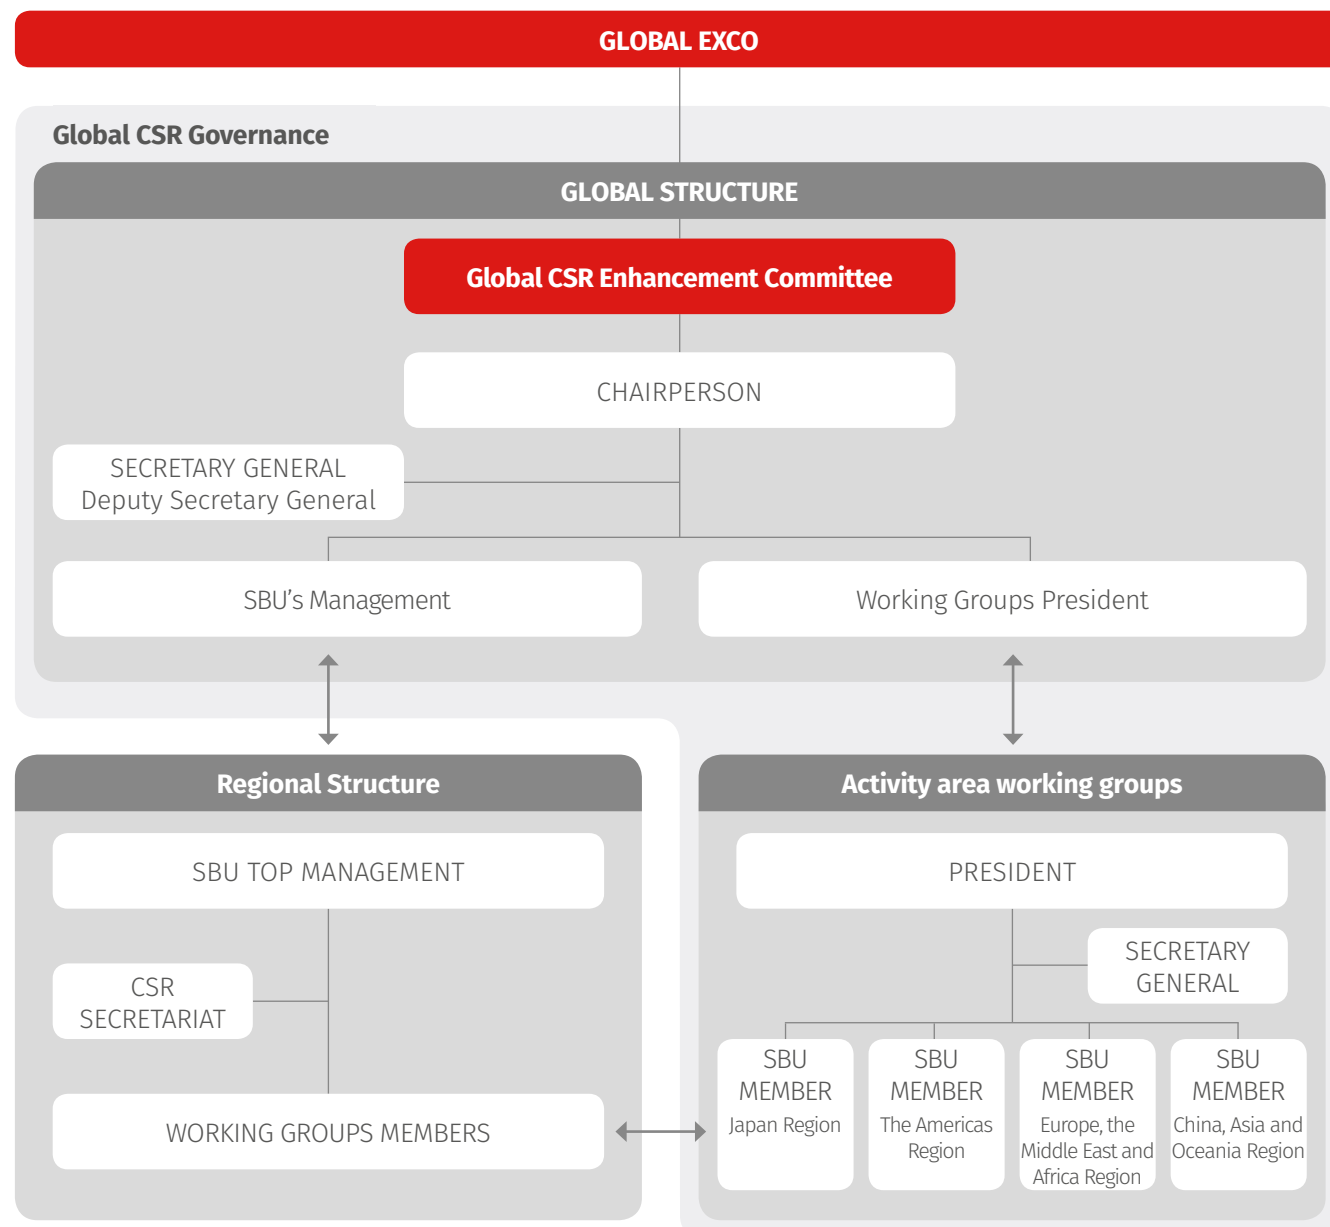 GLOBAL EXCO
Global CSR Governance
GLOBAL STRUCTURE
Global CSR Enhancement Committee
CHAIRPERSON
SECRETARY GENERAL
Deputy Secretary General
SBU’s Management
Working Groups President
Regional Structure
SBU TOP MANAGEMENT
CSR
SECRETARIAT
WORKING GROUPS MEMBERS
Activity area working groups
PRESIDENT
SECRETARY
GENERAL
SBU
MEMBER
Japan Region
SBU
MEMBER
The Americas
Region
SBU
MEMBER
Europe, the
Middle East and
Africa Region
SBU
MEMBER
China, Asia and
Oceania Region